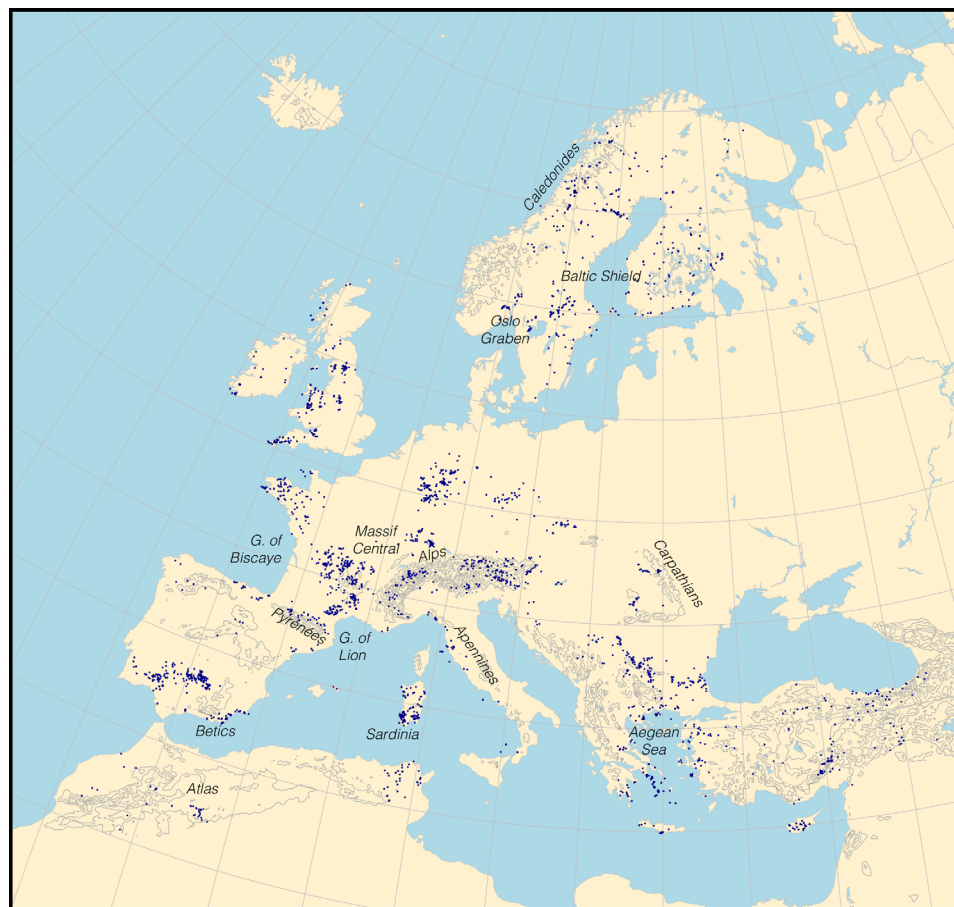 Caledonides
Baltic Shield
Oslo
Graben
Massif
Central
G. of
Biscaye
Alps
Carpathians
Pyrénées
G. of
Lion
Apennines
Betics
Sardinia
Aegean
Sea
Atlas